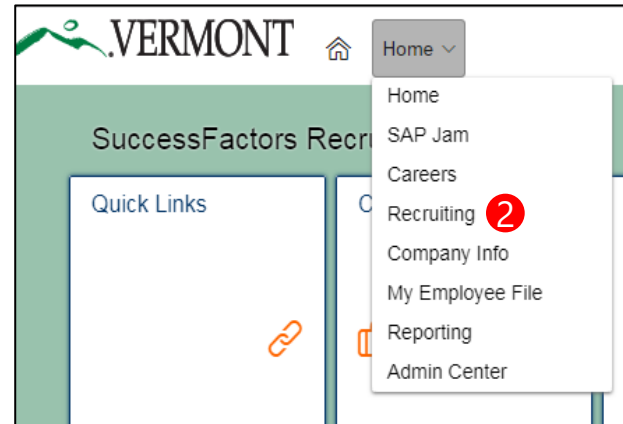 .VERMONT
Home
Home
SuccessFactors Recru
SAP Jam
Careers
Quick Links
Recruiting 2
Company Info
My Employee File
Reporting
Admin Center